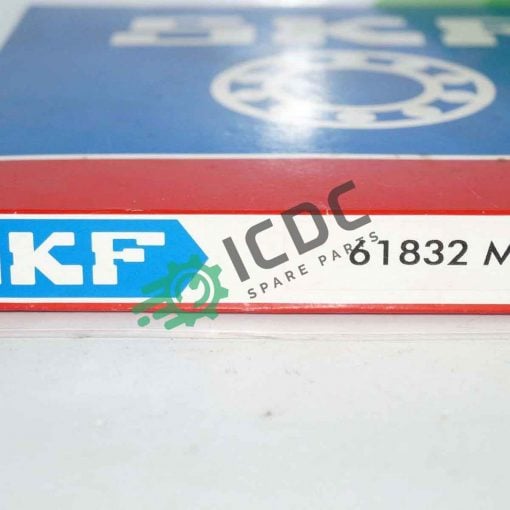 SKF
SKF
61832 M
ICDC
SPARE PARTS